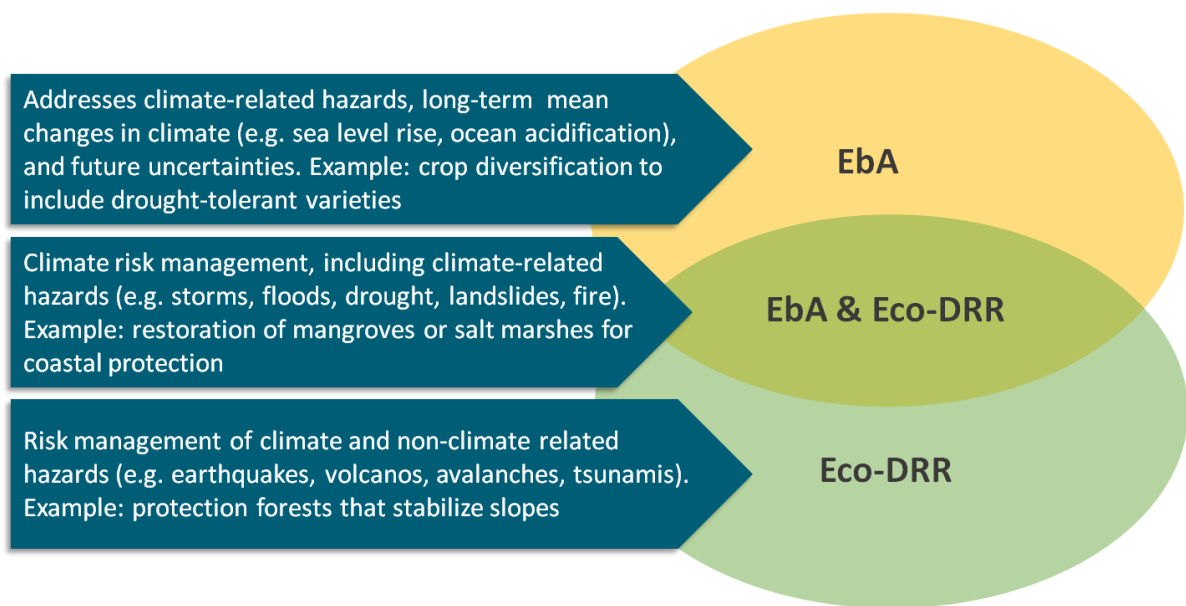 Addresses climate-related hazards, long-term mean
changes in climate (e.g. sea level rise, ocean acidification),
and future uncertainties. Example: crop diversification to
include drought-tolerant varieties
EbA
Climate risk management, including climate-related
hazards (e.g. storms, floods, drought, landslides, fire).
Example: restoration of mangroves or salt marshes for
coastal protection
EbA & Eco-DRR
Risk management of climate and non-climate related
hazards (e.g. earthquakes, volcanos, avalanches, tsunamis).
Example: protection forests that stabilize slopes
Eco-DRR